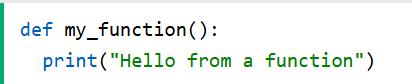 def my_function():
  print("Hello from a function")